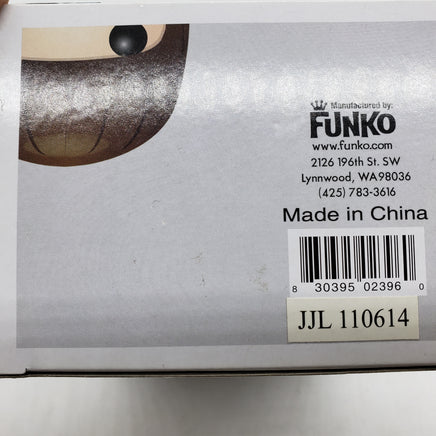 Manufactured by:
FUNKO
www.funko.com
2126 196th St. SW
Lynnwood, WA98036
(425) 783-3616
Made in China
8 30395 02396 0
JJL 110614